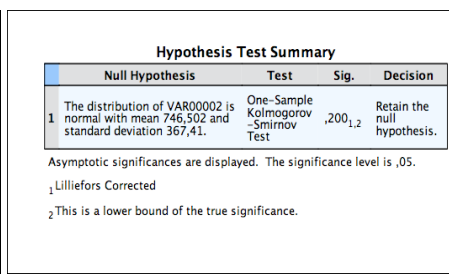 Hypothesis Test Summary
Null Hypothesis Test Sig. Decision
1 The distribution of VAR00002 is normal with mean 746,502 and standard deviation 367,41. One-Sample Kolmogorov-Smirnov Test ,200 1,2 Retain the null hypothesis.
Asymptotic significances are displayed. The significance level is ,05.
1 Lilliefors Corrected
2 This is a lower bound of the true significance.